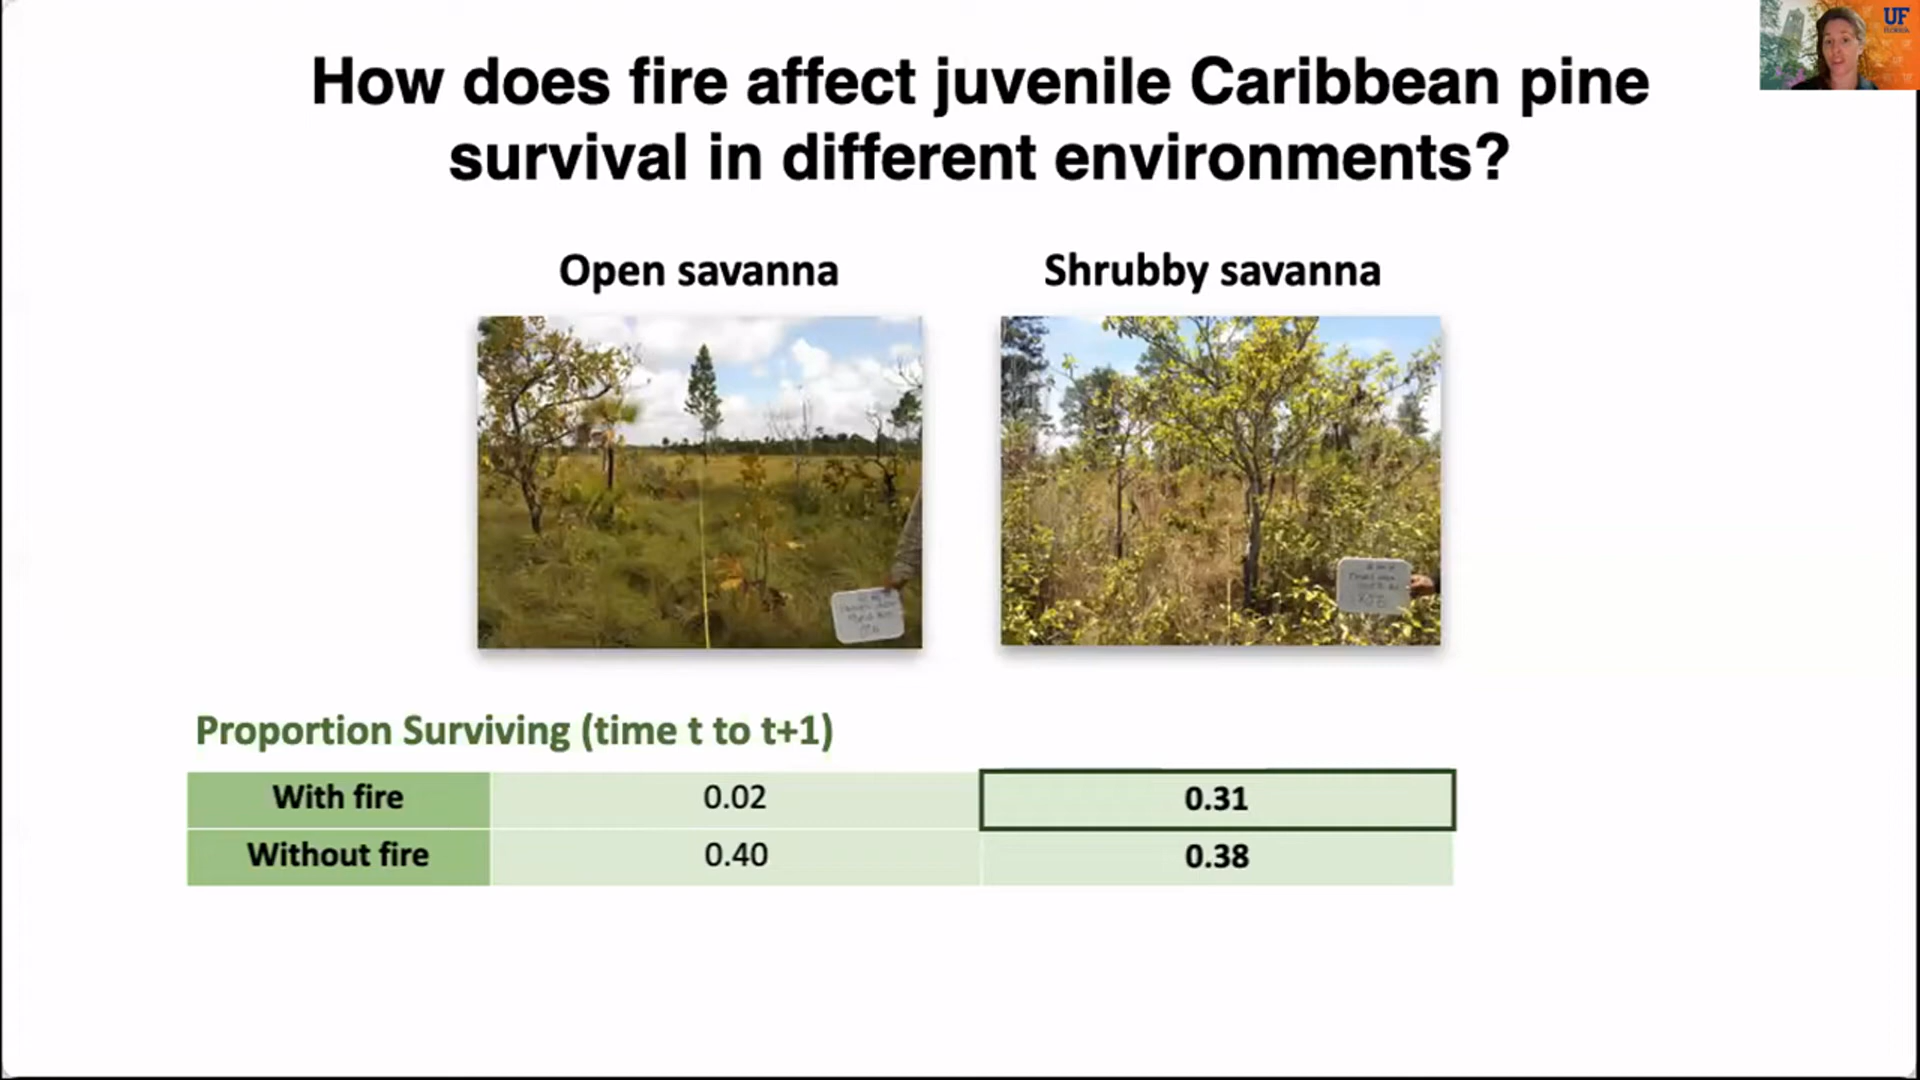 UF
How does fire affect juvenile Caribbean pine
survival in different environments?
Open savanna
Shrubby savanna
Proportion Surviving (time t to t+1)
With fire 0.02 0.31
Without fire 0.40 0.38